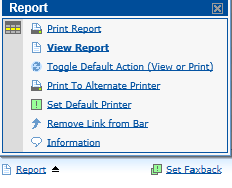 Report
Print Report
View Report
Toggle Default Action (View or Print)
Print To Alternate Printer
Set Default Printer
Remove Link from Bar
Information
Report
Set Faxback